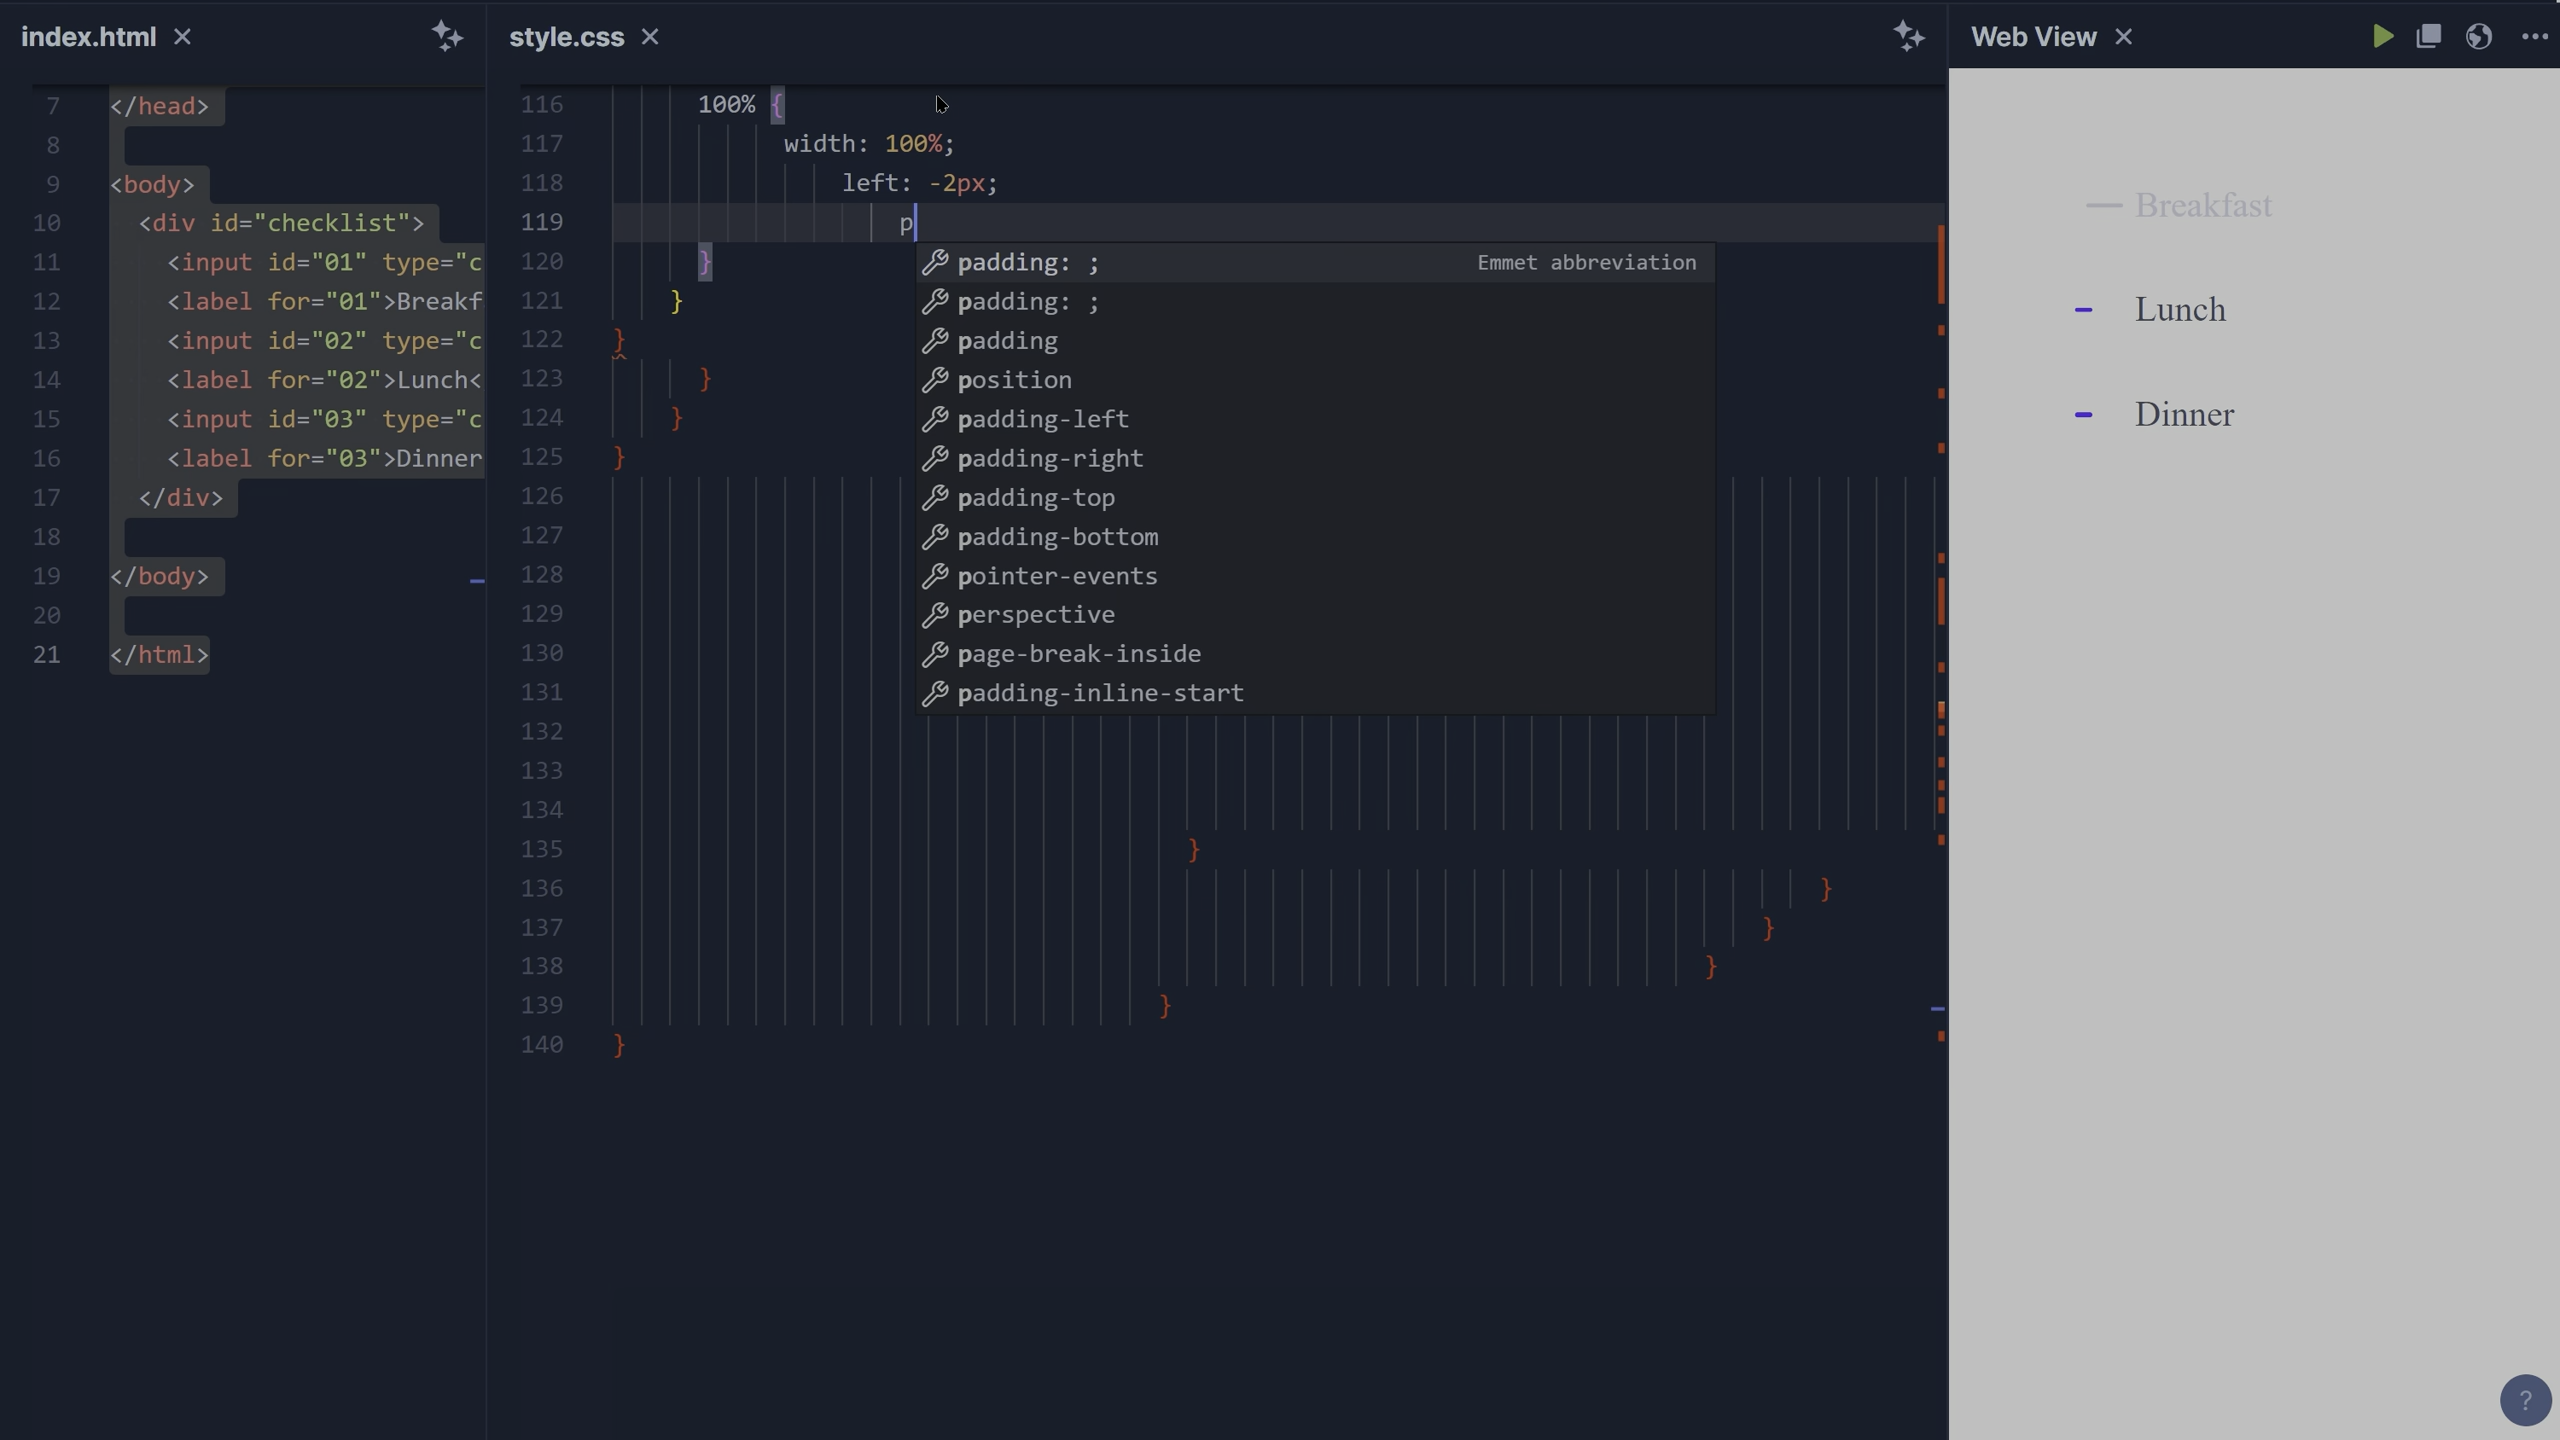 index.html
7 </head>
8
9 <body>
10 <div id="checklist">
11 <input id="01" type="c
12 <label for="01">Breakf
13 <input id="02" type="c
14 <label for="02">Lunch<
15 <input id="03" type="c
16 <label for="03">Dinner
17 </div>
18
19 </body>
20
21 </html>
style.css
116 100% {
117 width: 100%;
118 left: -2px;
119 p
120 }
121 }
122 }
123 }
124 }
125 }
126
127
128
129
130
131
132
133
134
135 }
136 }
137 }
138 }
139 }
140 }
padding: ; Emmet abbreviation
padding: ;
padding
position
padding-left
padding-right
padding-top
padding-bottom
pointer-events
perspective
page-break-inside
padding-inline-start
Web View
Breakfast
Lunch
Dinner
?